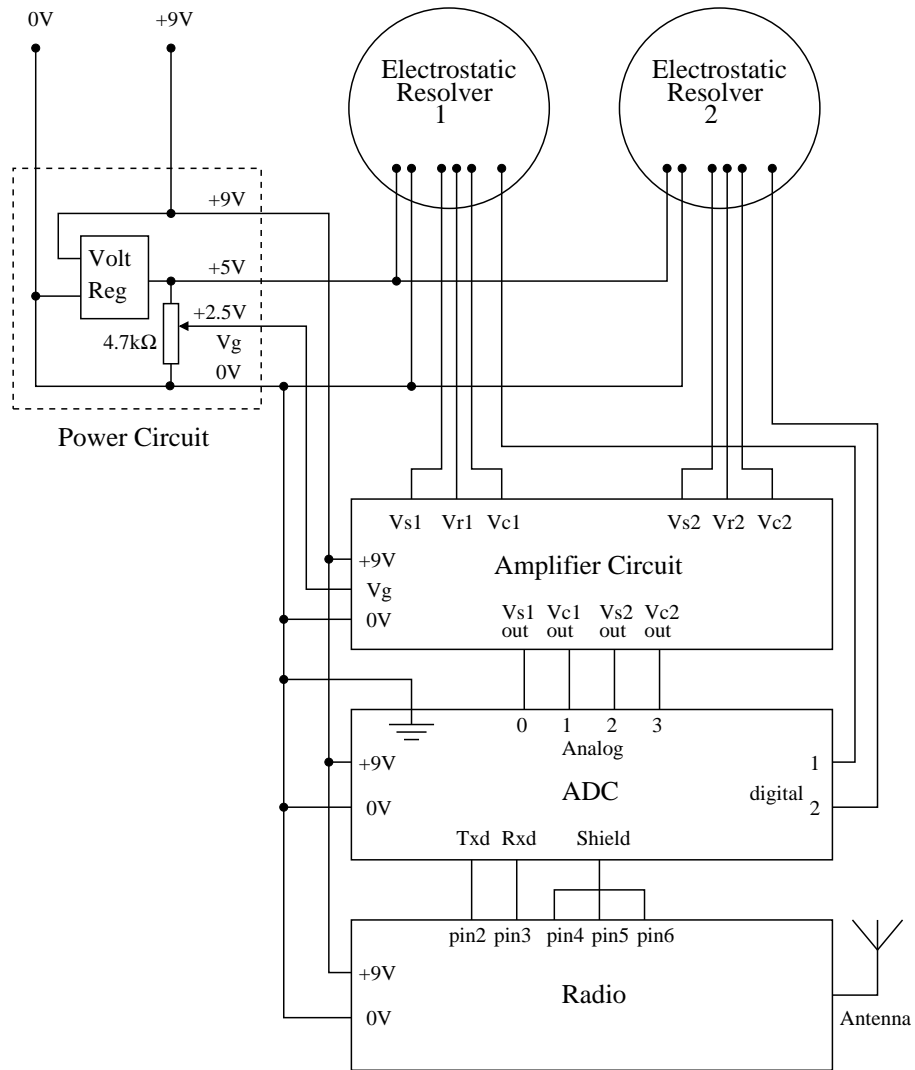 0V
+9V
Electrostatic
Resolver
1
Electrostatic
Resolver
2
+9V
Volt
Reg
+5V
+2.5V
4.7kΩ
Vg
0V
Power Circuit
Vs1 Vr1 Vc1
Vs2 Vr2 Vc2
+9V
Vg
0V
Amplifier Circuit
Vs1 Vc1 Vs2 Vc2
out out out out
0 1 2 3
Analog
+9V
0V
ADC
1
digital
2
Txd Rxd Shield
pin2 pin3 pin4 pin5 pin6
+9V
0V
Radio
Antenna